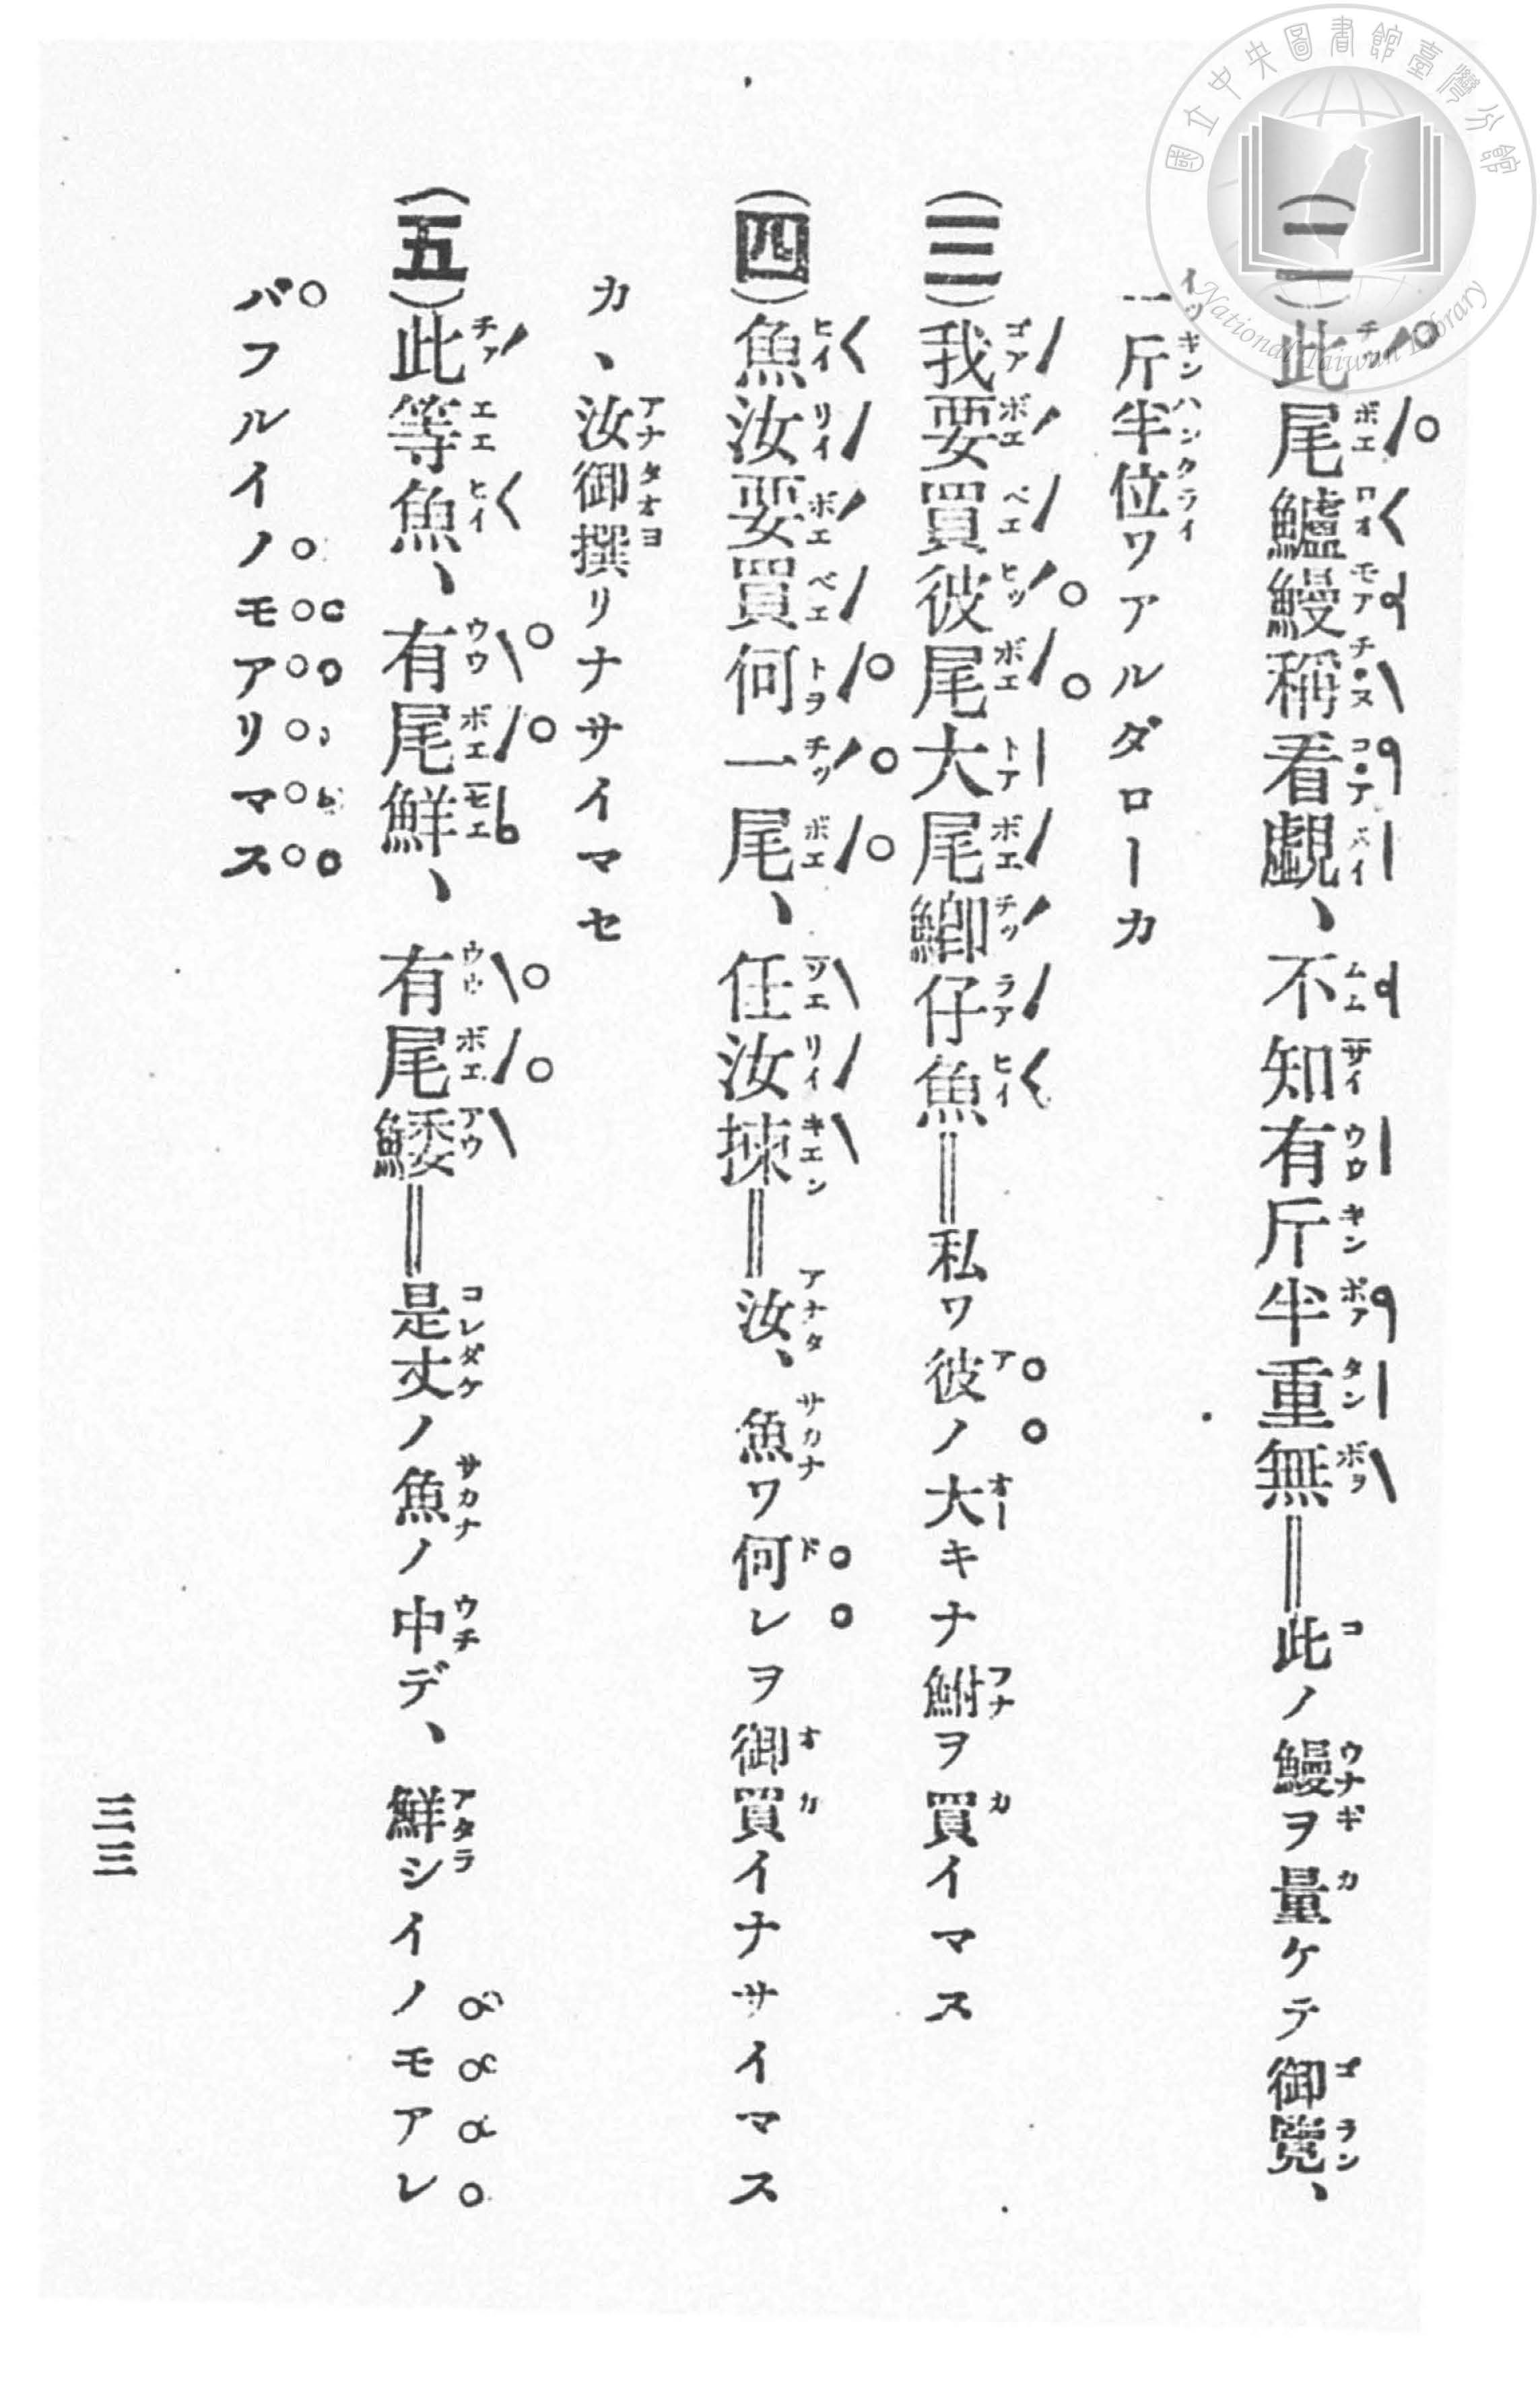 (二)此尾鱸鰻稱看覷、不知有斤半重無＝此ノ鰻ヲ量ケテ御覽、
一斤半位ワアルダローカ
(三)我要買彼尾大尾鯽仔魚＝私ワ彼ノ大キナ鮒ヲ買イマス
(四)魚汝要買何一尾、任汝揀＝汝、魚ワ何レヲ御買イナサイマス
カ、汝御撰リナサイマセ
(五)此等魚、有尾鮮、有尾鯘＝是丈ノ魚ノ中デ、鮮シイノモアレ
バフルイノモアリマス
三三
國立中央圖書館臺灣分館
National Taiwan Library